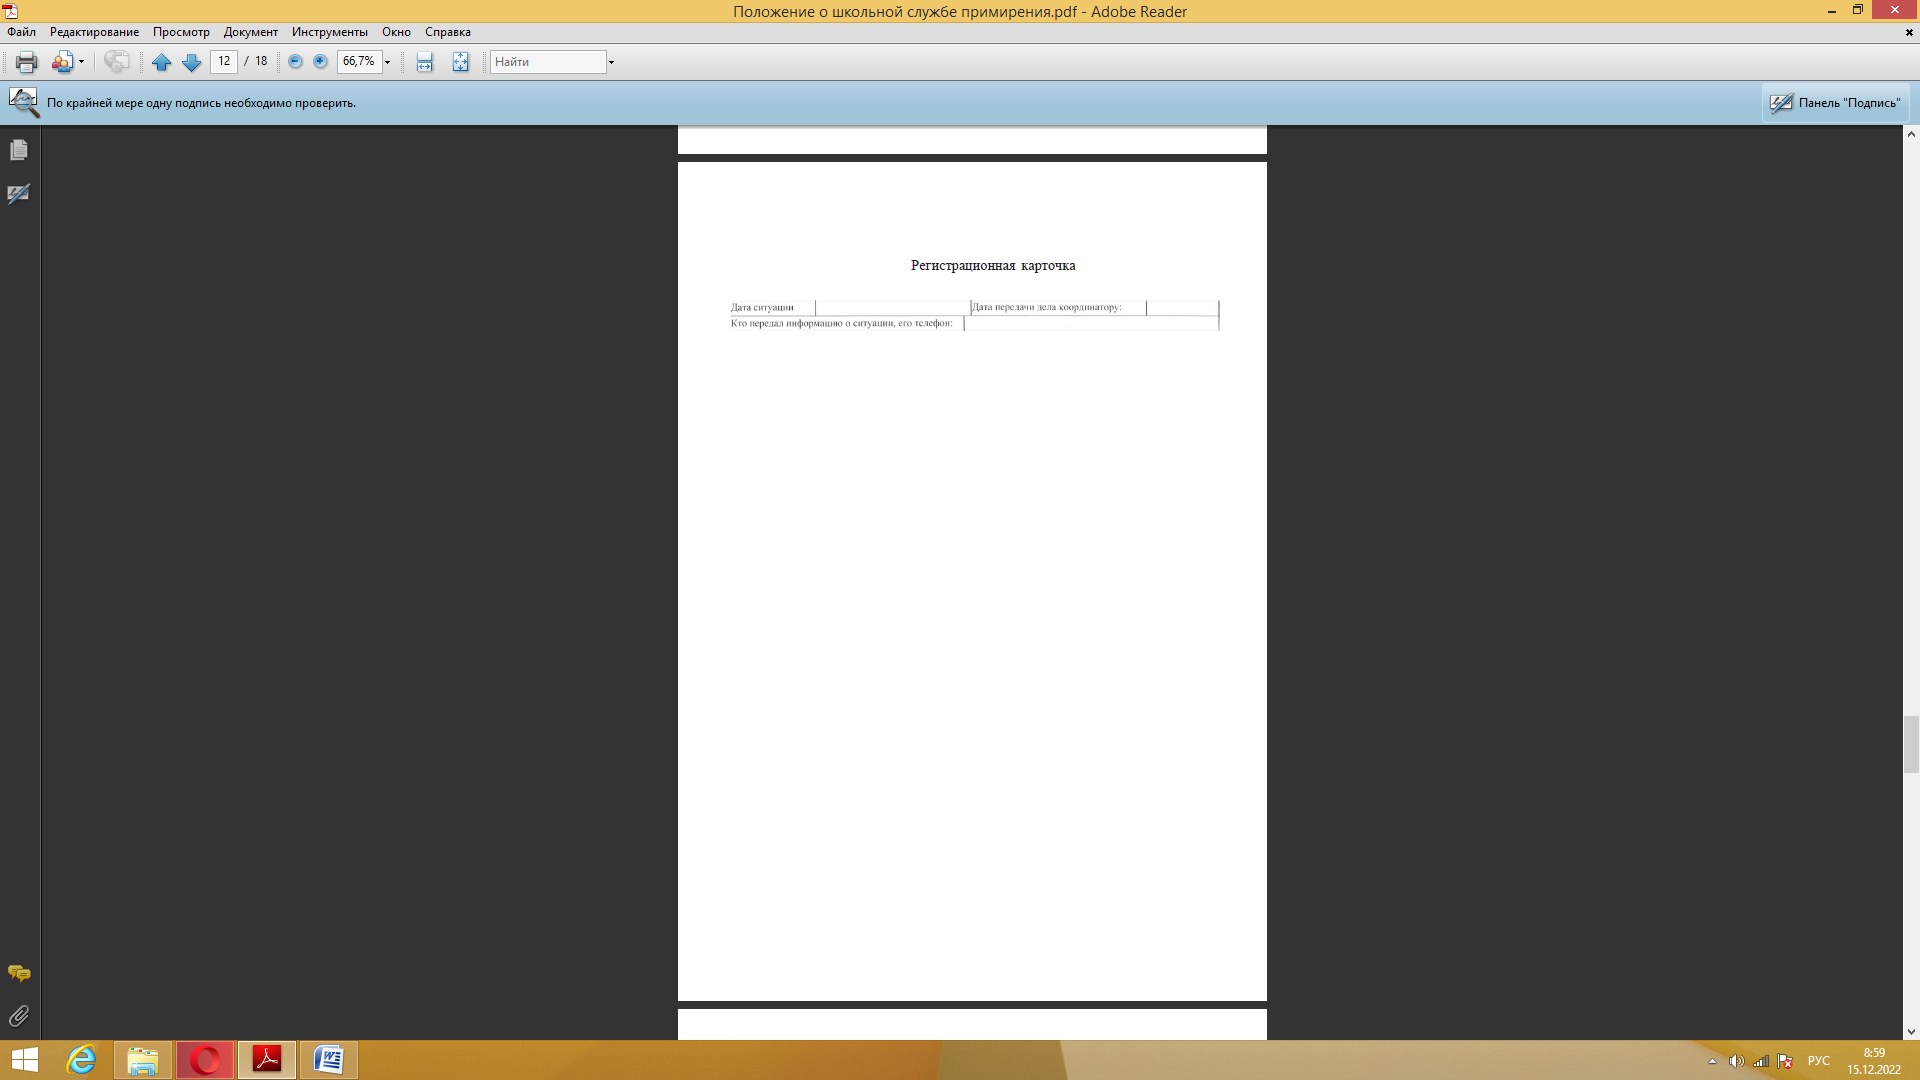 Положение о школьной службе примирения.pdf - Adobe Reader
Файл Редактирование Просмотр Документ Инструменты Окно Справка
12 / 18 66,7% Найти
По крайней мере одну подпись необходимо проверить. Панель "Подпись"
Регистрационная карточка
Дата ситуации Дата передачи дела координатору:
Кто передал информацию о ситуации, его телефон:
РУС 8:59
15.12.2022